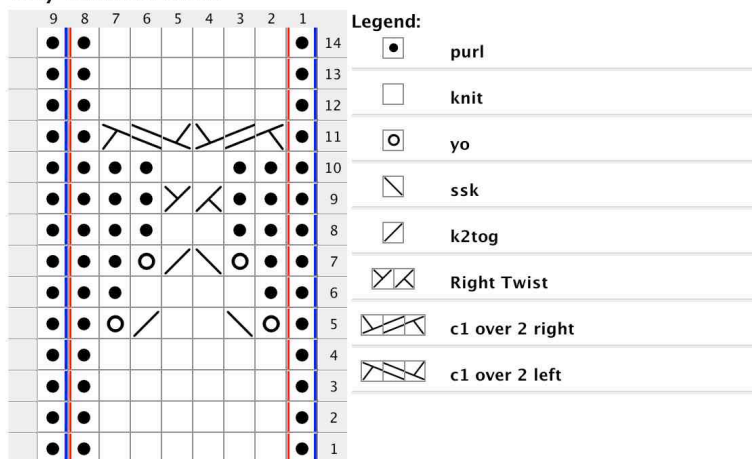 9 8 7 6 5 4 3 2 1
Legend:
14
purl
13
knit
12
11
yo
10
ssk
9
k2tog
8
Right Twist
7
6
c1 over 2 right
5
c1 over 2 left
4
3
2
1